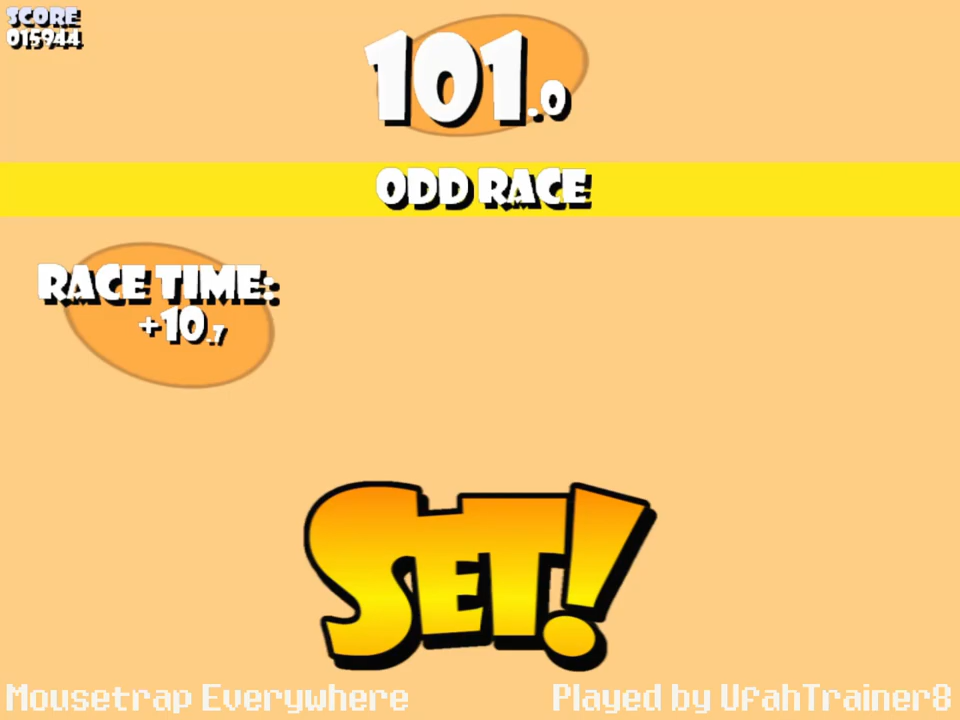 SCORE
015944
101.0
ODD RACE
RACE TIME:
+10.7
SET!
Mousetrap Everywhere
Played by UfahTrainer8